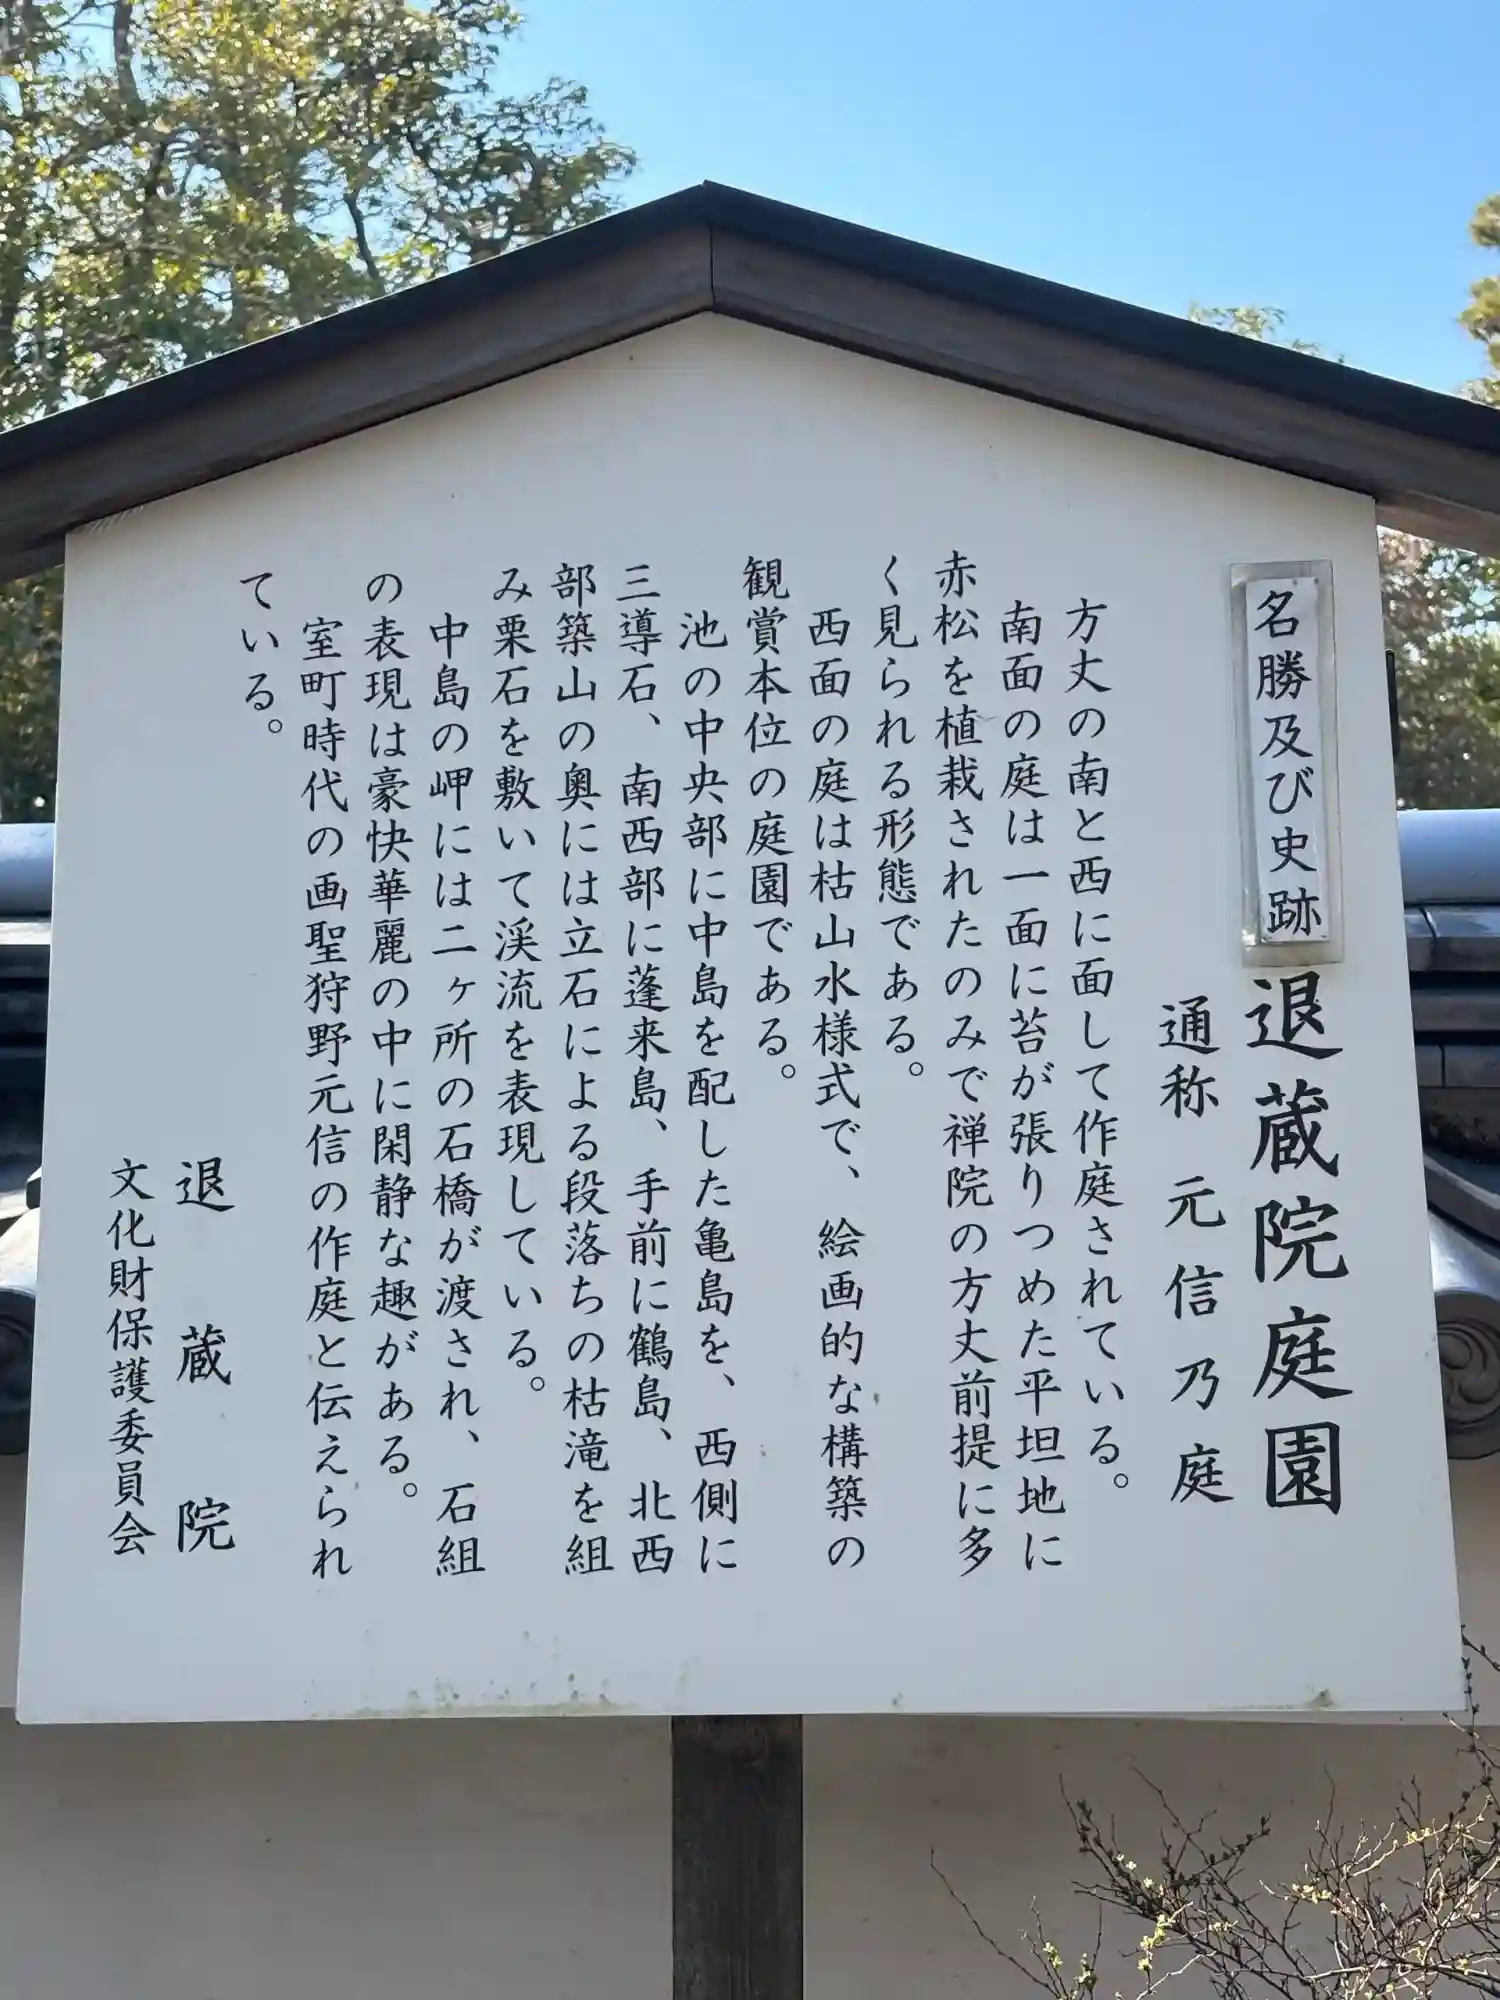 名勝及び史跡 退蔵院庭園
通称 元信乃庭
方丈の南と西に面して作庭されている。
南面の庭は一面に苔が張りつめた平坦地に
赤松を植栽されたのみで禅院の方丈前提に多
く見られる形態である。
西面の庭は枯山水様式で、絵画的な構築の
観賞本位の庭園である。
池の中央部に中島を配した亀島を、西側に
三導石、南西部に蓬来島、手前に鶴島、北西
部築山の奥には立石による段落ちの枯滝を組
み栗石を敷いて渓流を表現している。
中島の岬には二ヶ所の石橋が渡され、石組
の表現は豪快華麗の中に閑静な趣がある。
室町時代の画聖狩野元信の作庭と伝えられ
ている。
退蔵院
文化財保護委員会